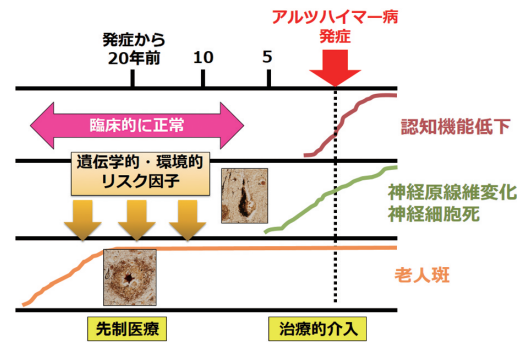 アルツハイマー病
発症
発症から
20年前
10
5
臨床的に正常
認知機能低下
遺伝学的・環境的
リスク因子
神経原線維変化
神経細胞死
老人斑
先制医療
治療的介入